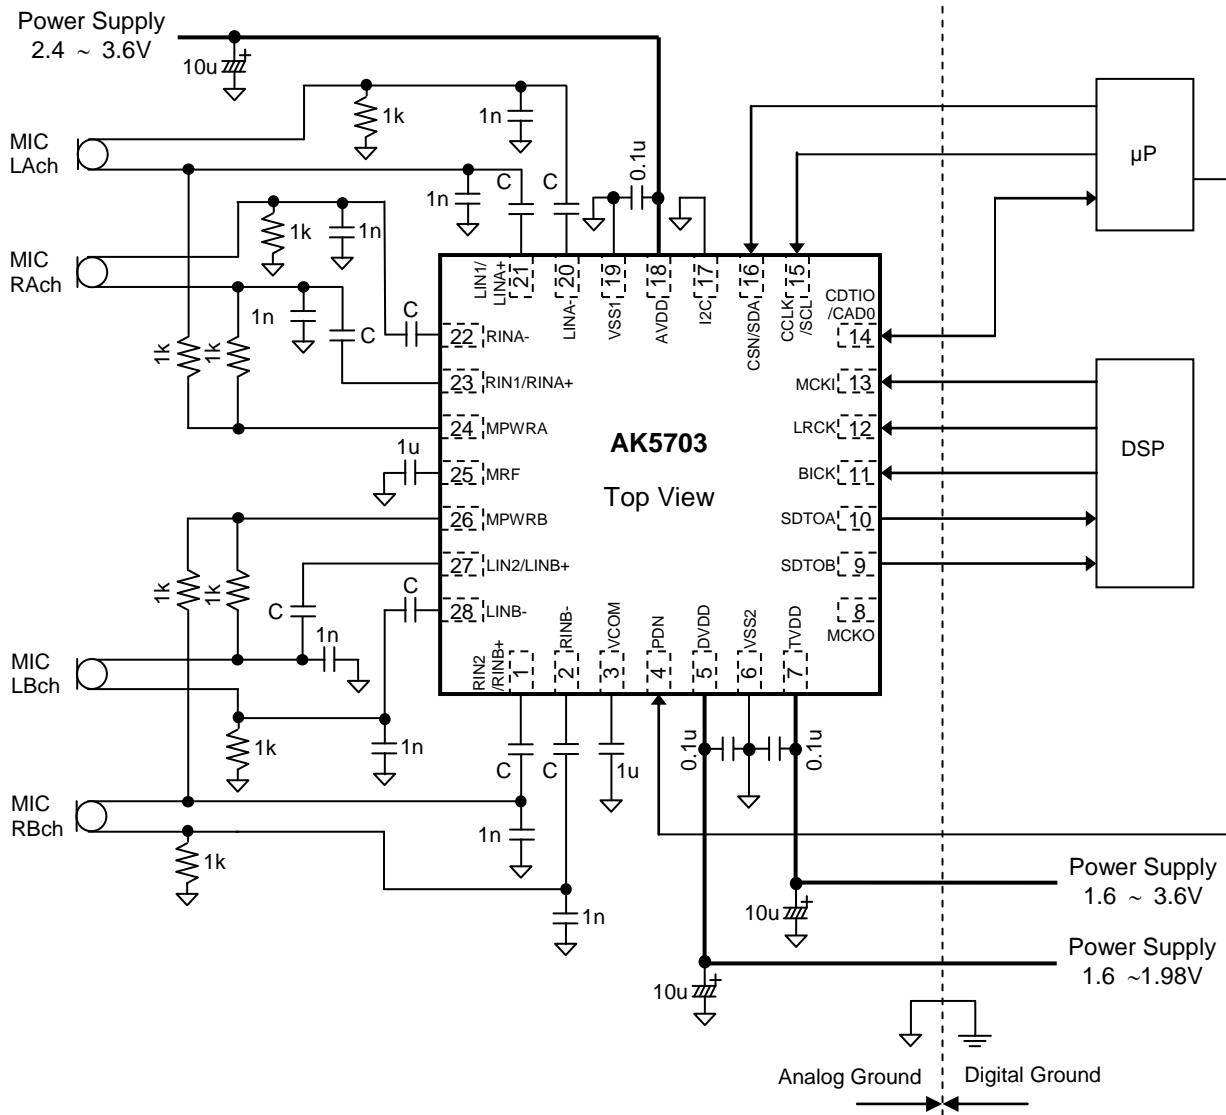 Power Supply
2.4 ~ 3.6V
10u
+
1k
1n
MIC
LAch
1n
C
C
0.1u
µP
MIC
RAch
1k
1n
1n
C
C
1k
1k
LIN1/
LINA+
21
20
LINA-
19
VSS1
18
AVDD
17
I2C
16
CSN/SDA
15
CCLK
/SCL
CDTIO
/CAD0
14
22
RINA-
23
RIN1/RINA+
24
MPWRA
25
MRF
26
MPWRB
27
LIN2/LINB+
28
LINB-
1u
AK5703
Top View
MCKI
13
LRCK
12
BICK
11
SDTOA
10
SDTOB
9
8
MCKO
DSP
1k
1k
C
C
1n
MIC
LBch
1k
1n
RIN2
/RINB+
1
RINB-
2
VCOM
3
PDN
4
DVDD
5
VSS2
6
TVDD
7
C
C
1u
0.1u
0.1u
MIC
RBch
1k
1n
1n
Power Supply
1.6 ~ 3.6V
10u
+
Power Supply
1.6 ~1.98V
10u
+
Analog Ground
Digital Ground